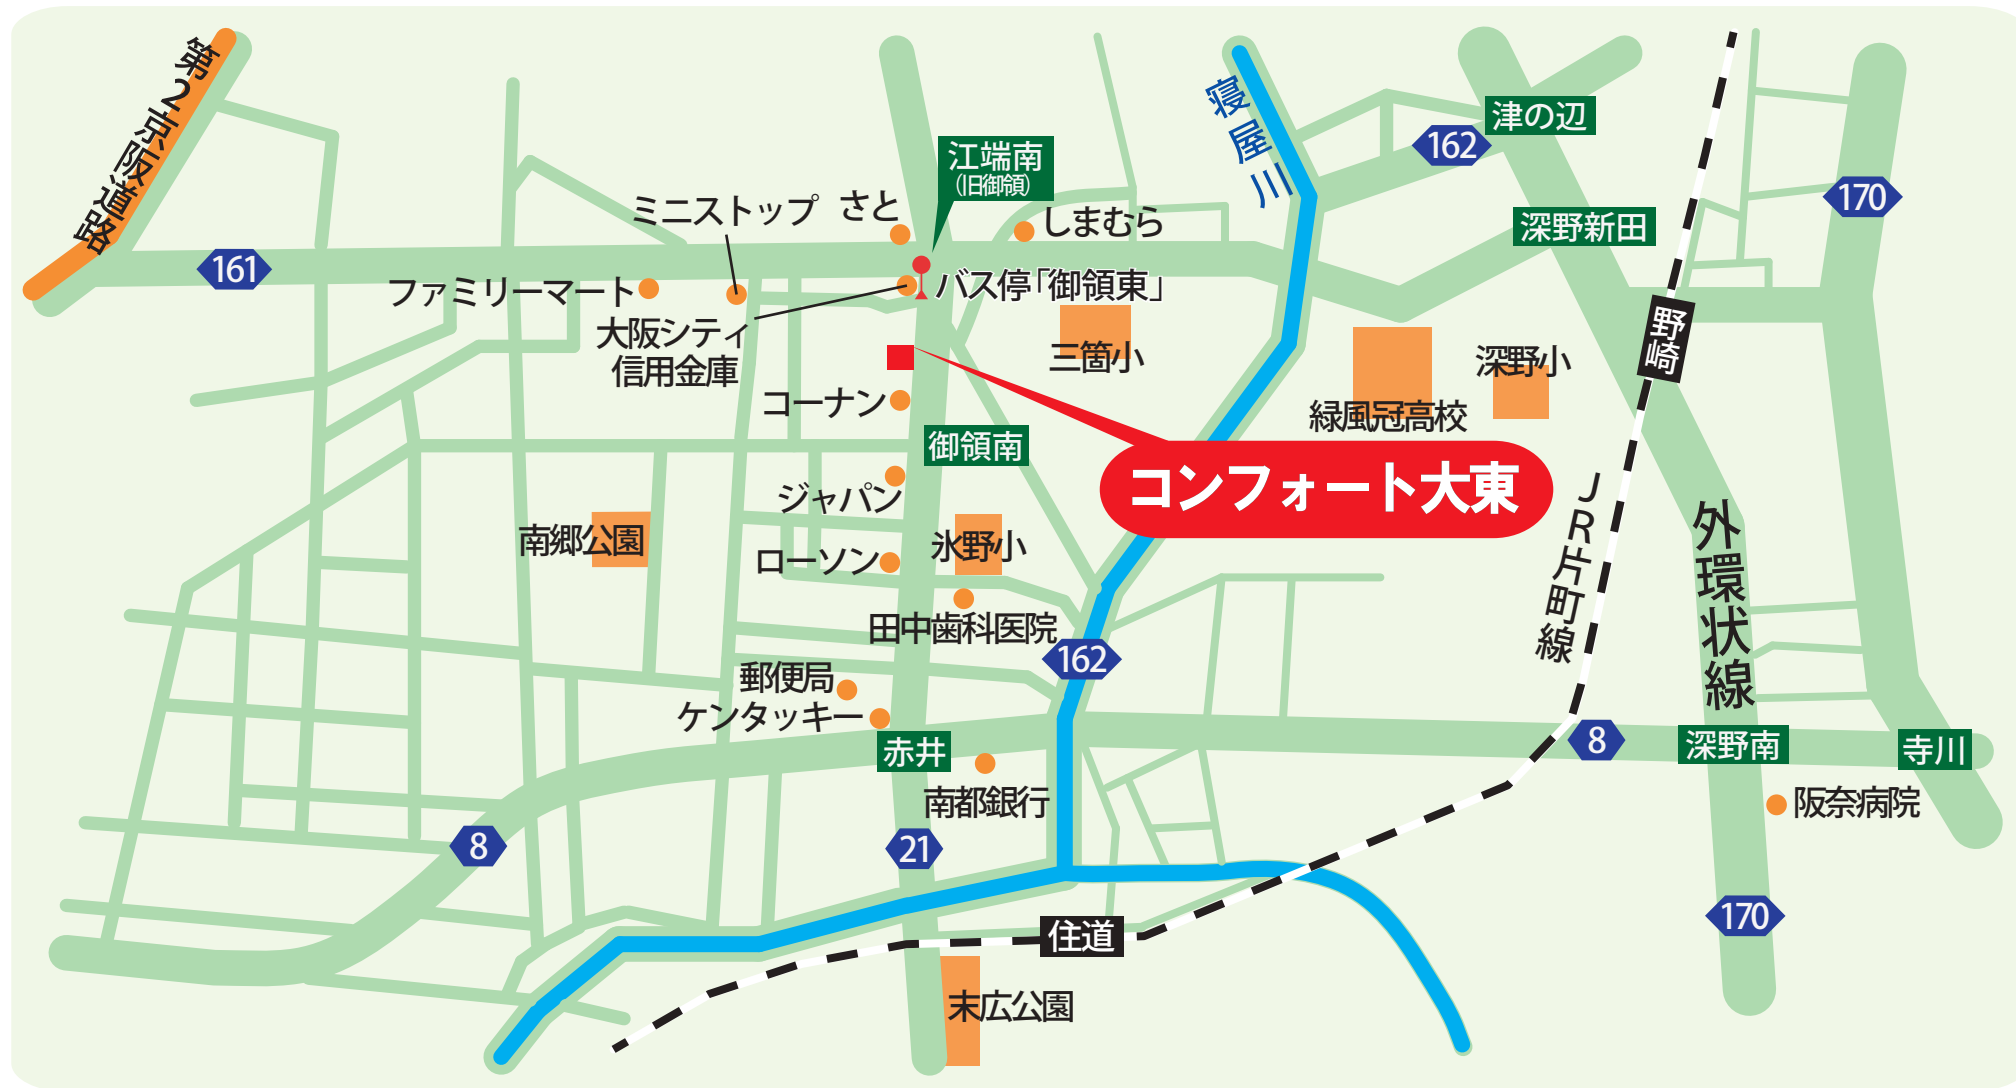 第2京阪道路
寝屋川
津の辺
162
江端南
(旧御領)
170
ミニストップ
さと
しまむら
深野新田
161
ファミリーマート
バス停「御領東」
野崎
大阪シティ
信用金庫
三箇小
深野小
コーナン
緑風冠高校
御領南
コンフォート大東
ジャパン
JR片町線
外環状線
南郷公園
氷野小
ローソン
田中歯科医院
162
郵便局
ケンタッキー
赤井
8
深野南
寺川
南都銀行
阪奈病院
8
21
170
住道
末広公園